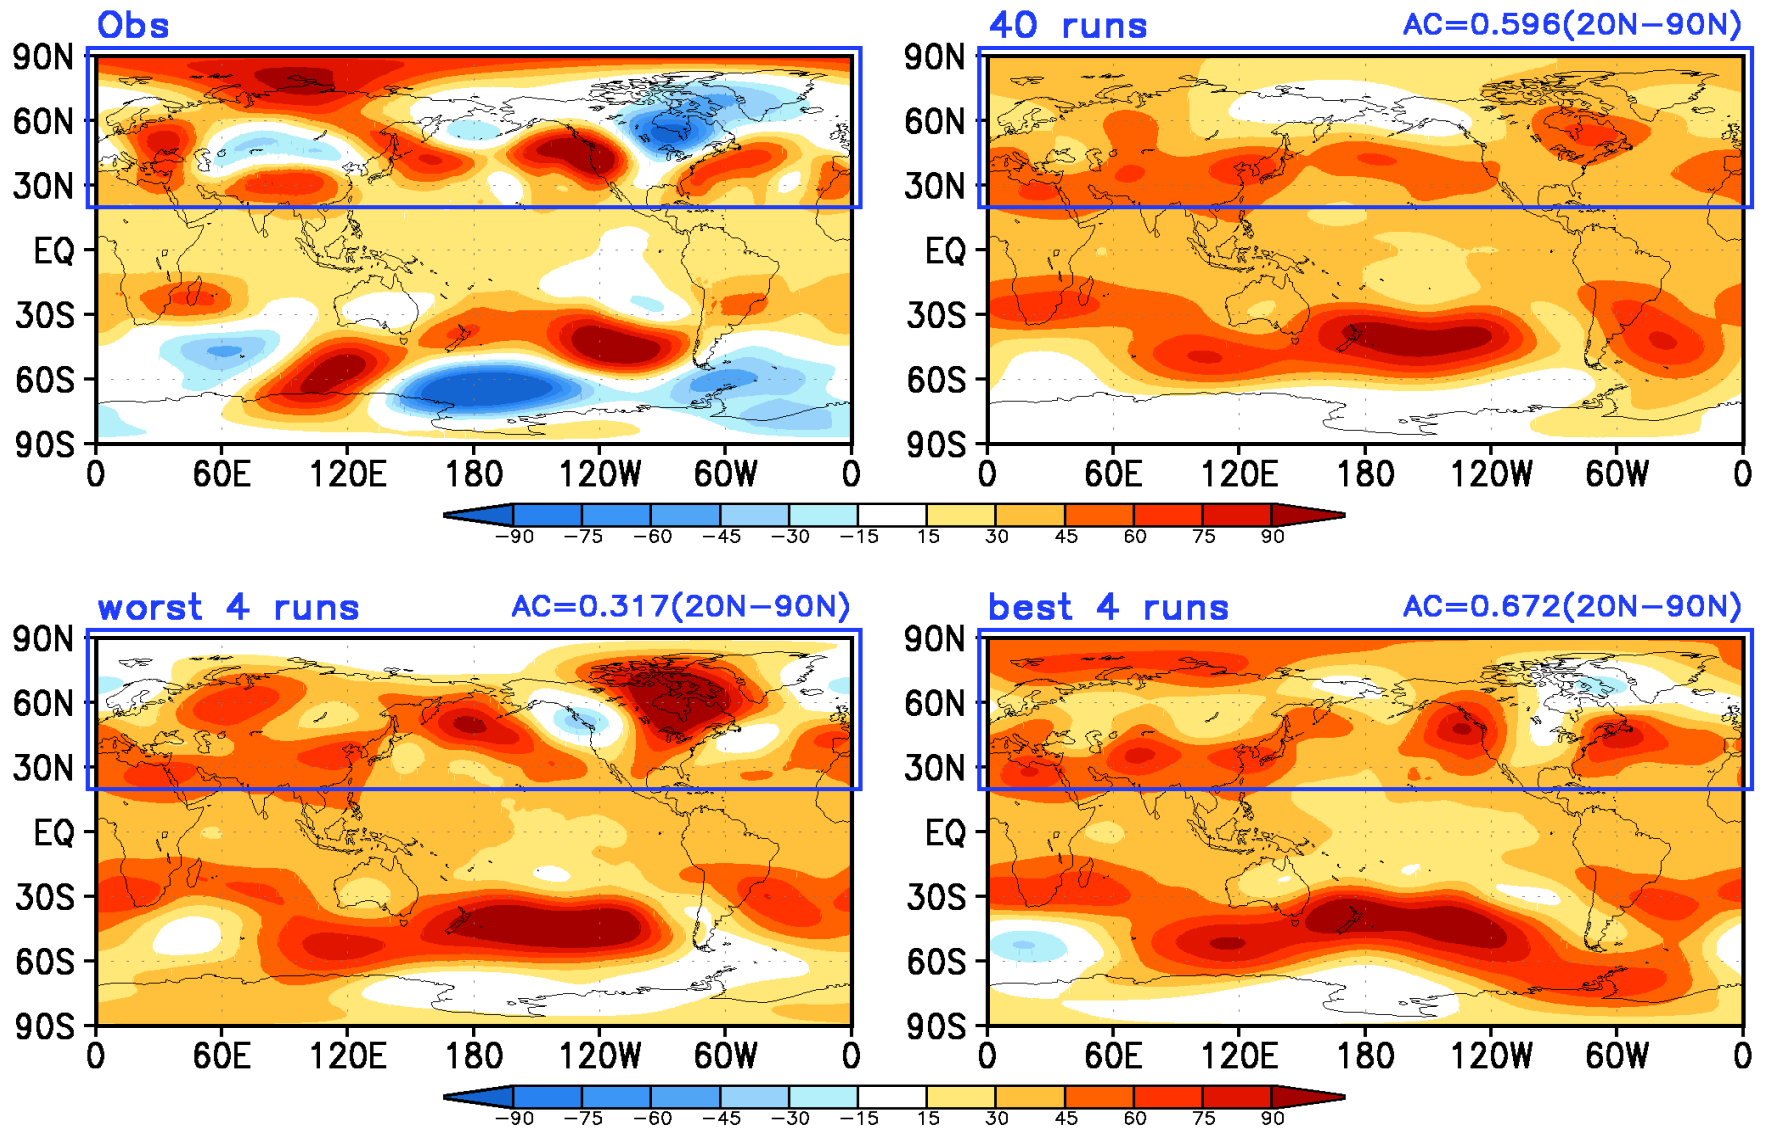 Obs
40 runs AC=0.596(20N−90N)
90N
60N
30N
EQ
30S
60S
90S
0 60E 120E 180 120W 60W 0
90N
60N
30N
EQ
30S
60S
90S
0 60E 120E 180 120W 60W 0
−90 −75 −60 −45 −30 −15 15 30 45 60 75 90
worst 4 runs AC=0.317(20N−90N)
best 4 runs AC=0.672(20N−90N)
90N
60N
30N
EQ
30S
60S
90S
0 60E 120E 180 120W 60W 0
90N
60N
30N
EQ
30S
60S
90S
0 60E 120E 180 120W 60W 0
−90 −75 −60 −45 −30 −15 15 30 45 60 75 90